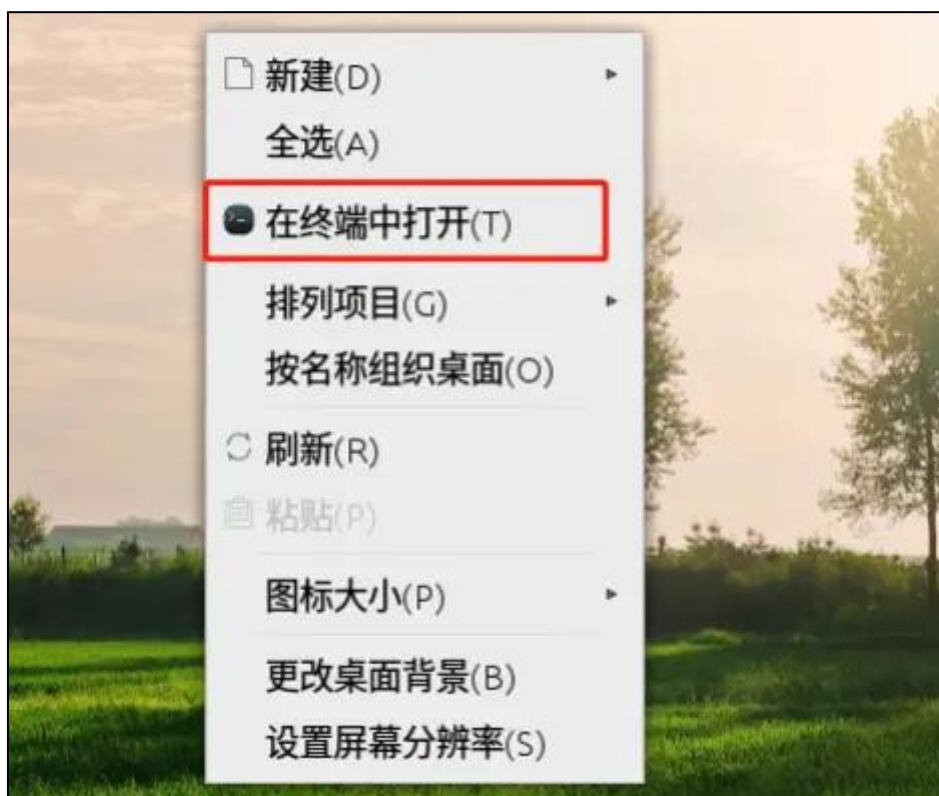 新建(D)
全选(A)
在终端中打开(T)
排列项目(G)
按名称组织桌面(O)
刷新(R)
粘贴(P)
图标大小(P)
更改桌面背景(B)
设置屏幕分辨率(S)